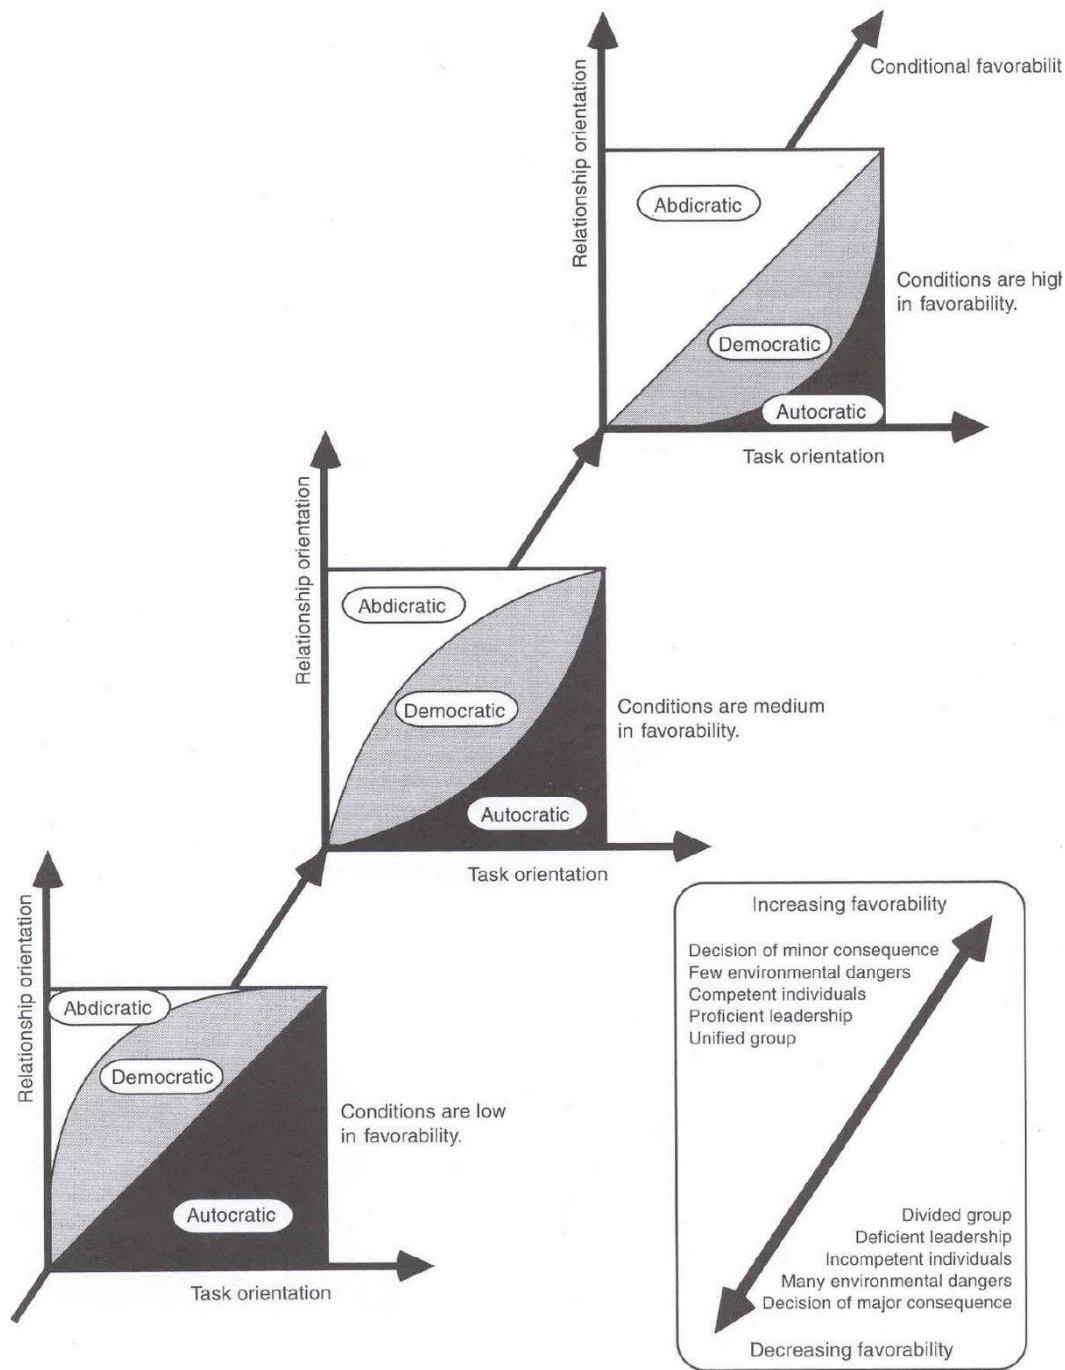 Conditional favorabilit
Relationship orientation
Abdicratic
Conditions are high
in favorability.
Democratic
Autocratic
Task orientation
Relationship orientation
Abdicratic
Democratic
Conditions are medium
in favorability.
Autocratic
Task orientation
Relationship orientation
Abdicratic
Democratic
Conditions are low
in favorability.
Autocratic
Task orientation
Increasing favorability
Decision of minor consequence
Few environmental dangers
Competent individuals
Proficient leadership
Unified group
Divided group
Deficient leadership
Incompetent individuals
Many environmental dangers
Decision of major consequence
Decreasing favorability